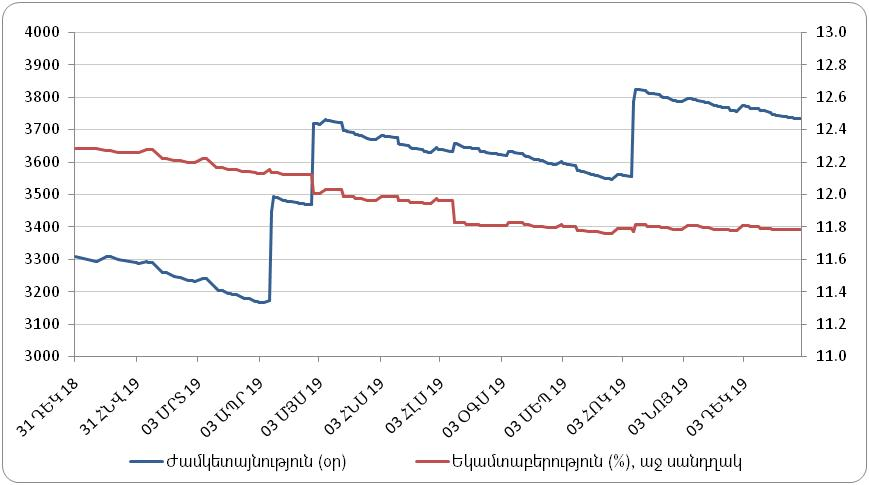 4000
3900
3800
3700
3600
3500
3400
3300
3200
3100
3000
13.0
12.8
12.6
12.4
12.2
12.0
11.8
11.6
11.4
11.2
11.0
31 ԴԵԿ 18
31 ՀՆՎ 19
03 ՄՐՏ 19
03 ԱՊՐ 19
03 ՄՅԱ 19
03 ՀՆՍ 19
03 ՀԼՍ 19
03 ՕԳՍ 19
03 ՍԵՊ 19
03 ՀՈԿ 19
03 ՆՈՅ 19
03 ԴԵԿ 19
Ժամկետայնություն (օր)
Եկամտաբերություն (%), աջ սանդղակ